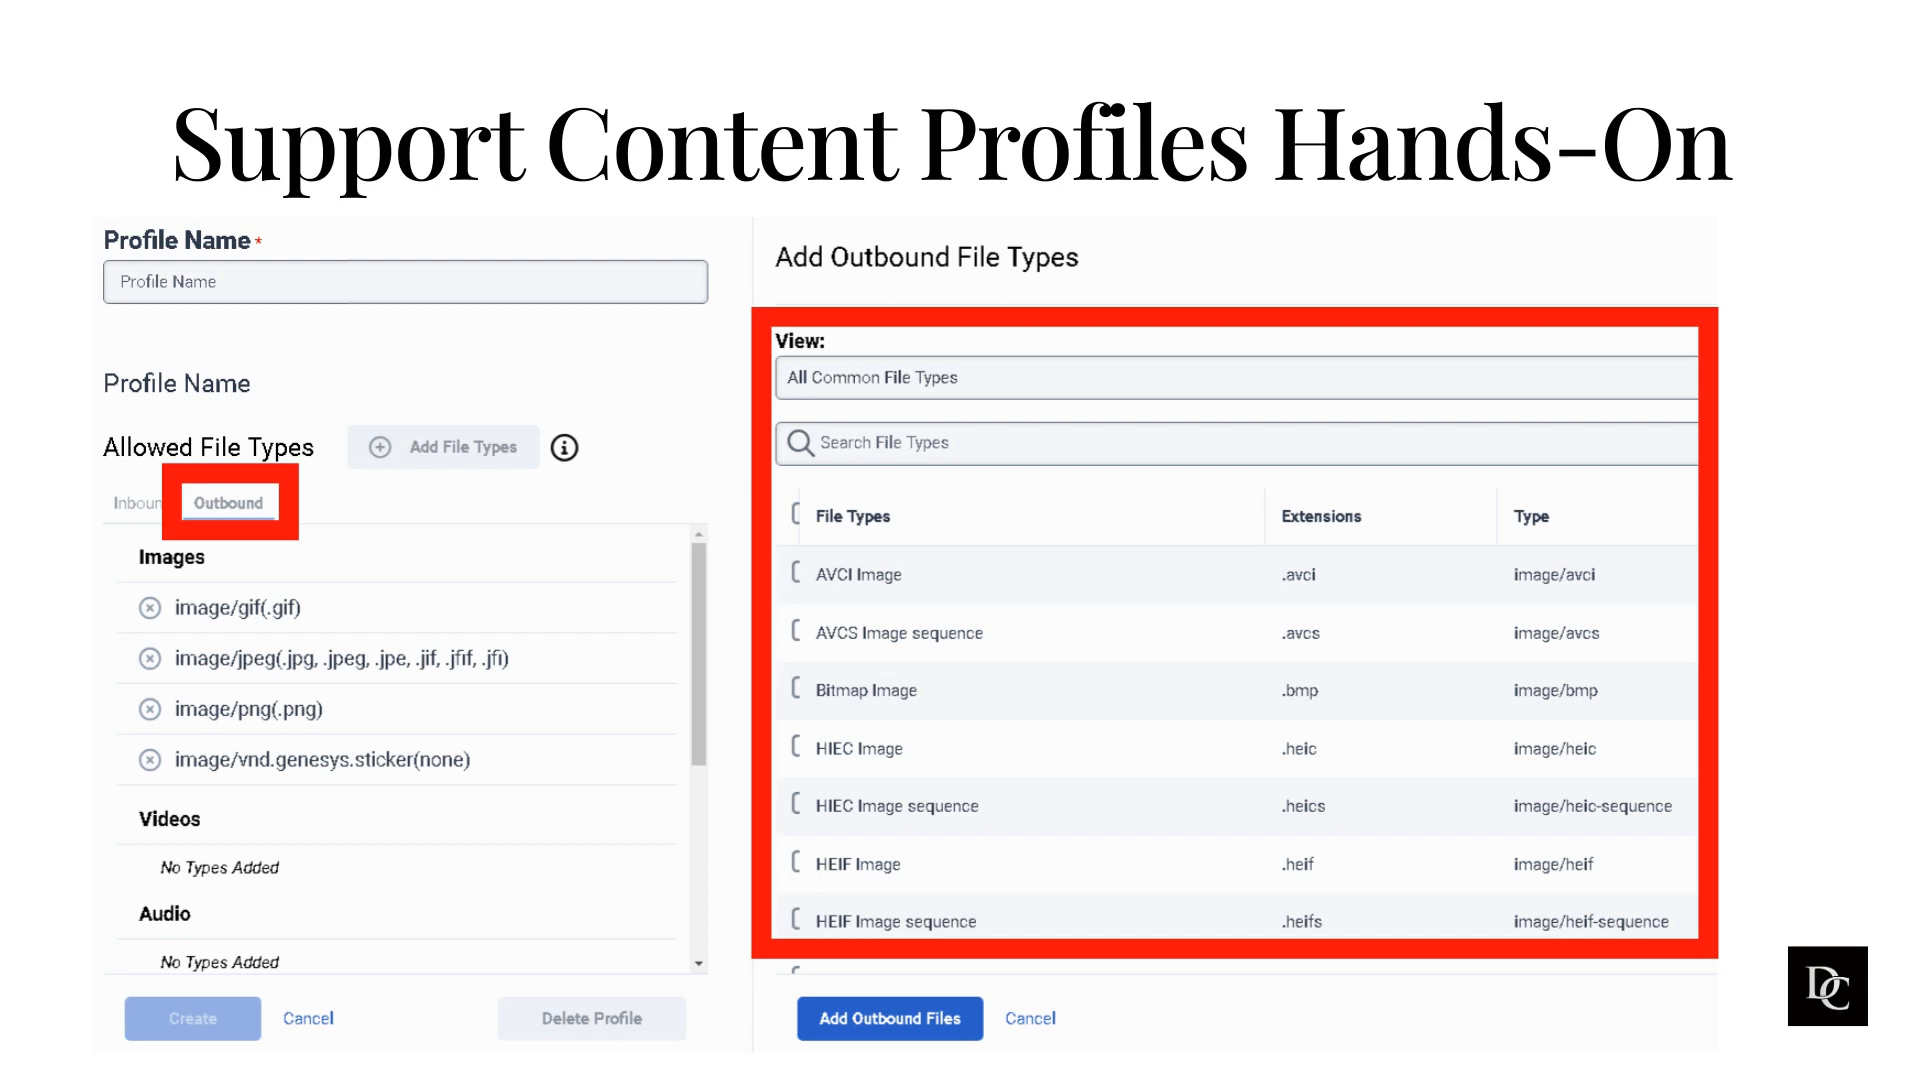 Support Content Profiles Hands-On
Profile Name *
Profile Name
Profile Name
Allowed File Types
Add File Types
Inboun
Outbound
Images
image/gif(.gif)
image/jpeg(.jpg, .jpeg, .jpe, .jif, .jfif, .jfi)
image/png(.png)
image/vnd.genesys.sticker(none)
Videos
No Types Added
Audio
No Types Added
Create
Cancel
Delete Profile
Add Outbound File Types
View:
All Common File Types
Search File Types
File Types Extensions Type
AVCI Image .avci image/avci
AVCS Image sequence .avcs image/avcs
Bitmap Image .bmp image/bmp
HIEC Image .heic image/heic
HIEC Image sequence .heics image/heic-sequence
HEIF Image .heif image/heif
HEIF Image sequence .heifs image/heif-sequence
Add Outbound Files
Cancel
DC